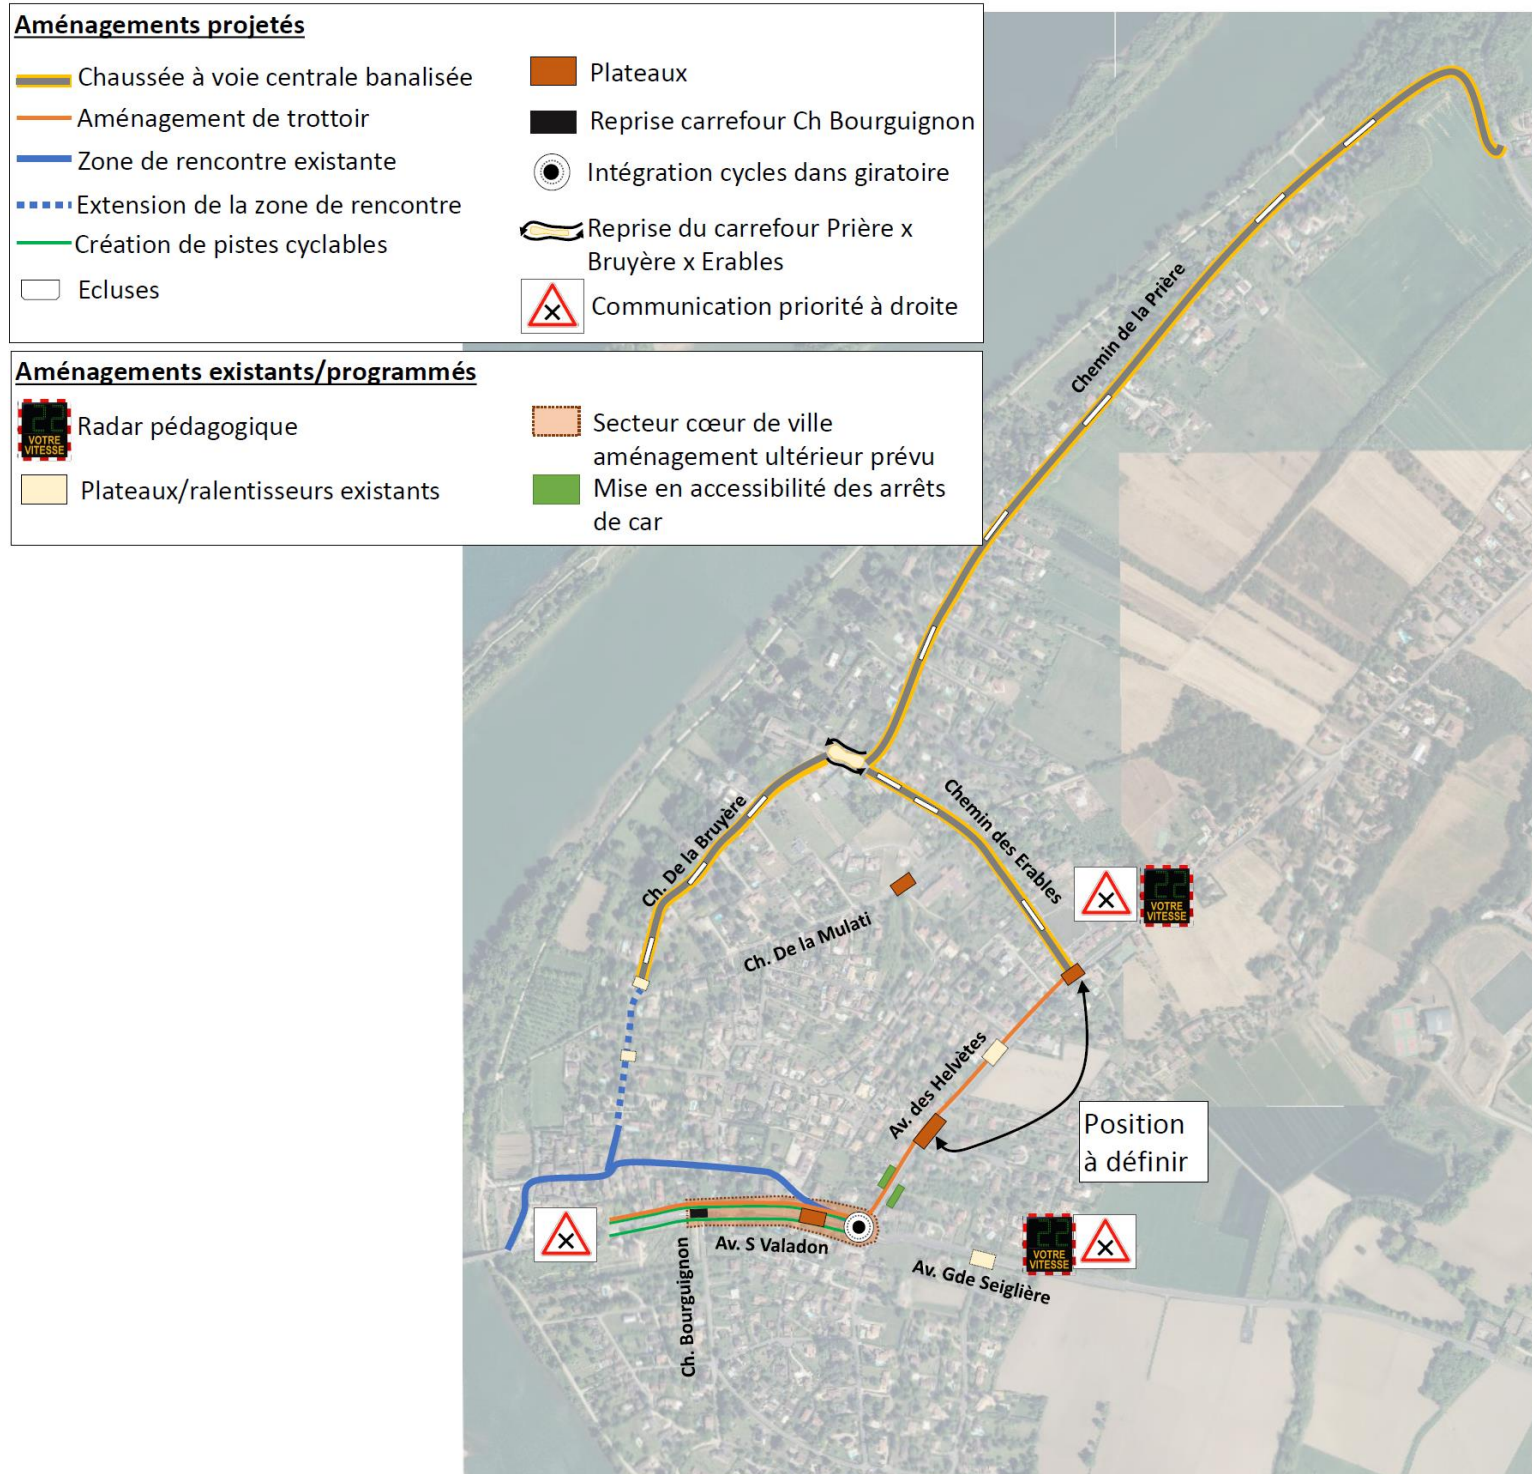 Aménagements projetés
Chaussée à voie centrale banalisée
Aménagement de trottoir
Zone de rencontre existante
Extension de la zone de rencontre
Création de pistes cyclables
Ecluses
Plateaux
Reprise carrefour Ch Bourguignon
Intégration cycles dans giratoire
Reprise du carrefour Prière x
Bruyère x Erables
Communication priorité à droite
Aménagements existants/programmés
22
VOTRE
VITESSE
Radar pédagogique
Plateaux/ralentisseurs existants
Secteur cœur de ville
aménagement ultérieur prévu
Mise en accessibilité des arrêts
de car
Chemin de la Prière
Ch. De la Bruyère
Chemin des Erables
Ch. De la Mulati
22
VOTRE
VITESSE
Av. des Helvètes
Position
à définir
Av. S Valadon
Ch. Bourguignon
Av. Gde Seiglière
22
VOTRE
VITESSE